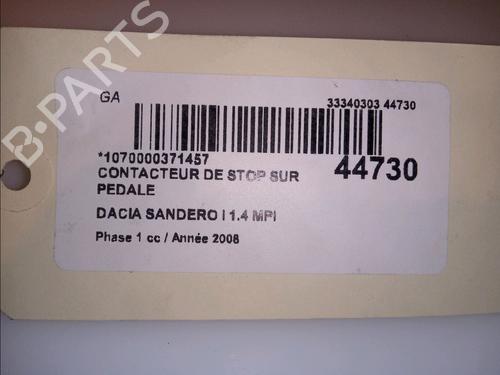 B-PARTS
GA
33340303 44730
*1070000371457
44730
CONTACTEUR DE STOP SUR
PEDALE
DACIA SANDERO I 1.4 MPI
Phase 1 cc / Année 2008